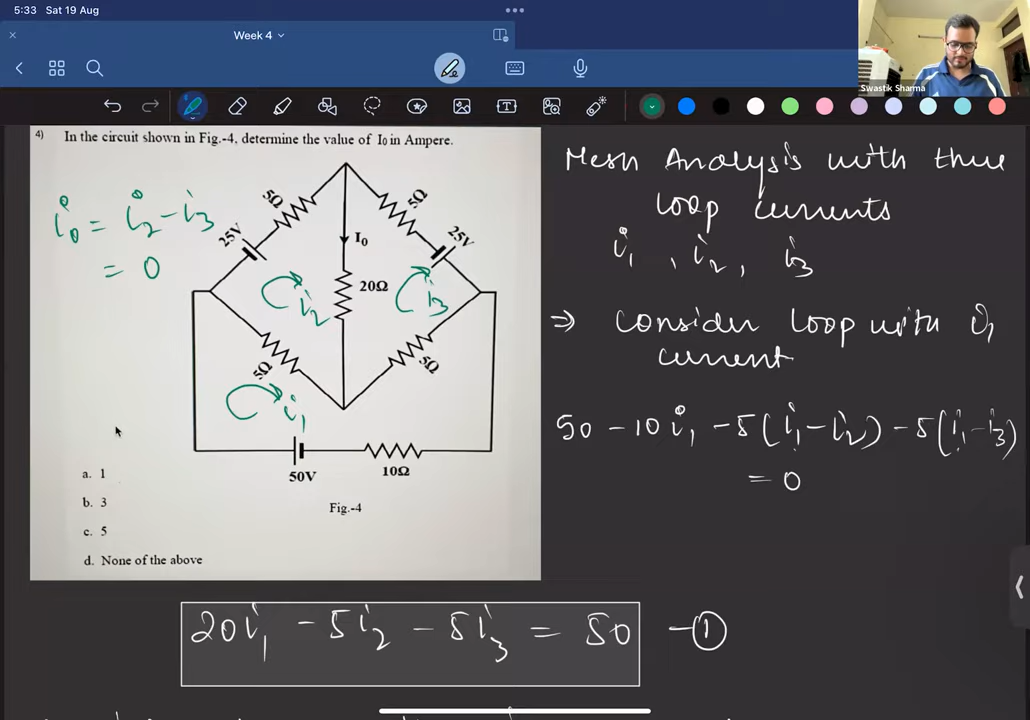 5:33 Sat 19 Aug
Week 4
Swastik Sharma
4) In the circuit shown in Fig.-4, determine the value of I0 in Ampere.
i0 = i2 - i3
= 0
5Ω
5Ω
25V
25V
I0
20Ω
i2
i3
5Ω
5Ω
i1
50V
10Ω
Fig.-4
a. 1
b. 3
c. 5
d. None of the above
Mesh Analysis with three
loop currents
i1 , i2, i3
⇒ Consider loop with i1
current
50 - 10i1 - 5(i1 - i2) - 5(i1 - i3)
= 0
20i1 - 5i2 - 5i3 = 50 - ①